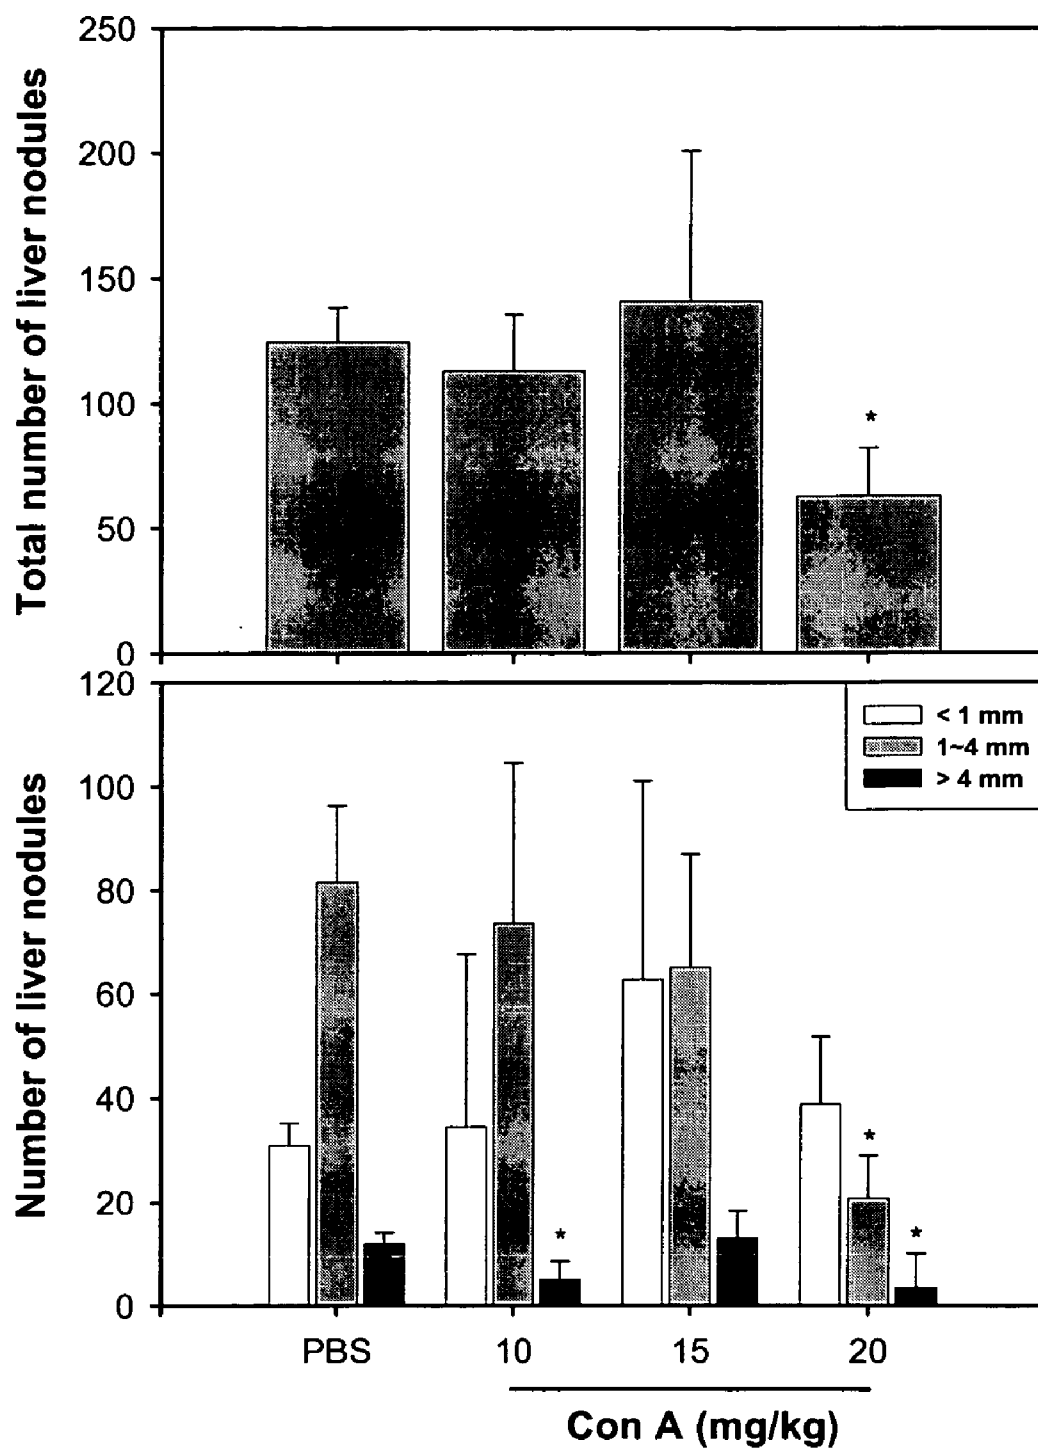 Total number of liver nodules
250
200
150
100
50
0
*
Number of liver nodules
120
100
80
60
40
20
0
< 1 mm
1~4 mm
> 4 mm
*
*
*
PBS 10 15 20
Con A (mg/kg)